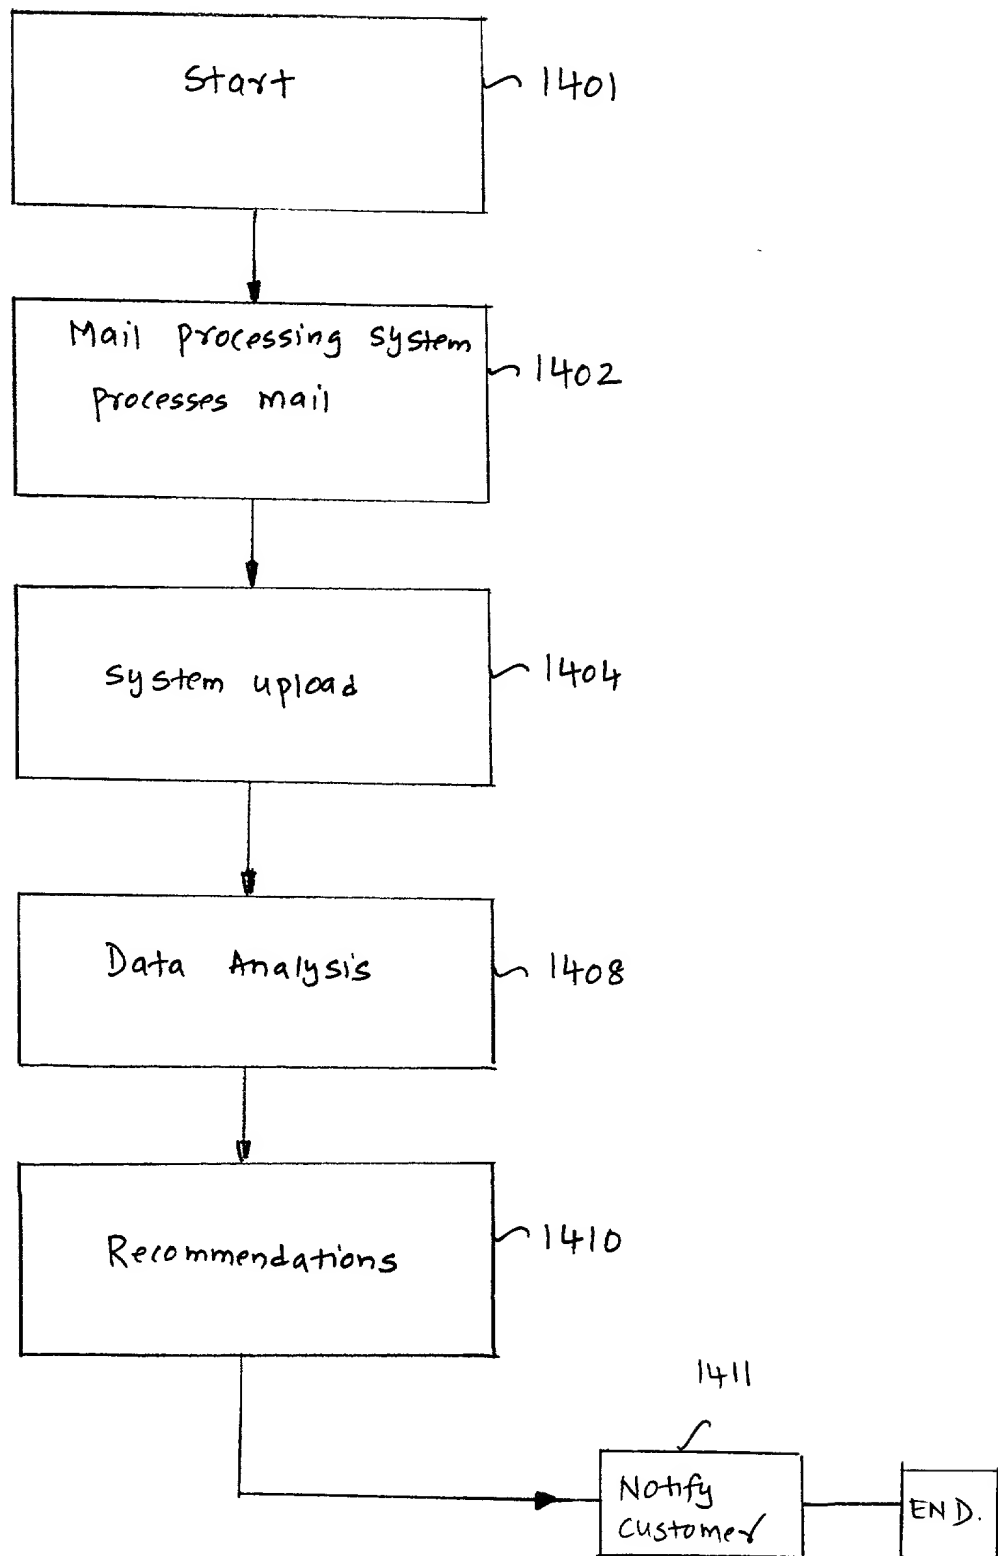 Start
1401
Mail processing system
processes mail
1402
System upload
1404
Data Analysis
1408
Recommendations
1410
1411
Notify
customer
END.